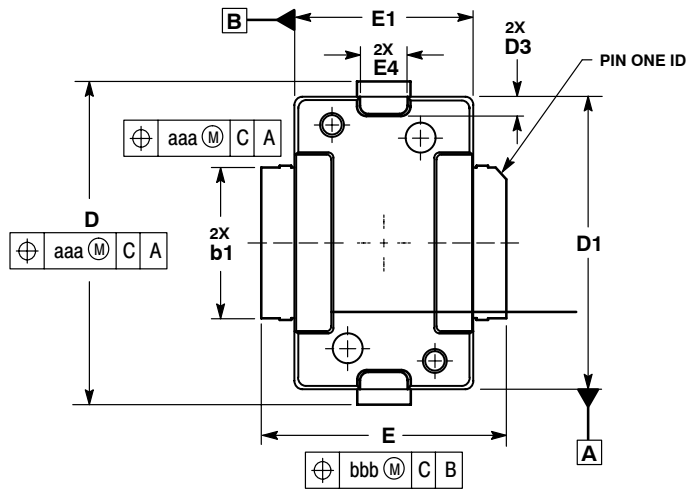 B
E1
2X
D3
2X
E4
PIN ONE ID
⌖ aaa Ⓜ C A
D
⌖ aaa Ⓜ C A
2X
b1
D1
E
⌖ bbb Ⓜ C B
A